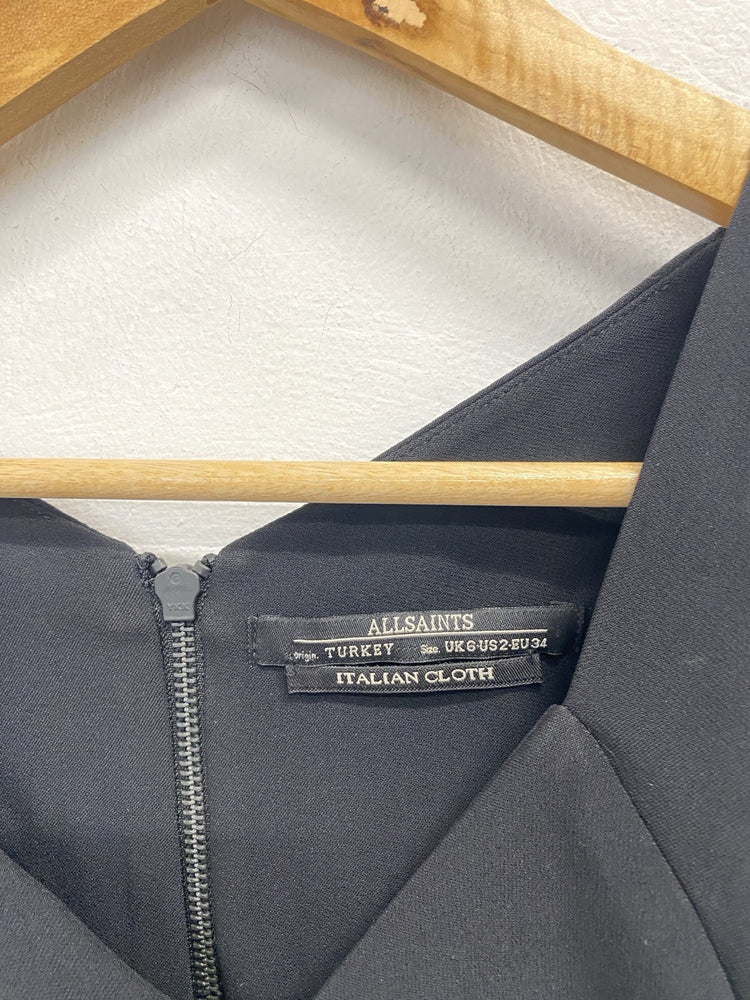 YKK
ALLSAINTS
Origin. TURKEY Size. UK6·US2·EU34
ITALIAN CLOTH